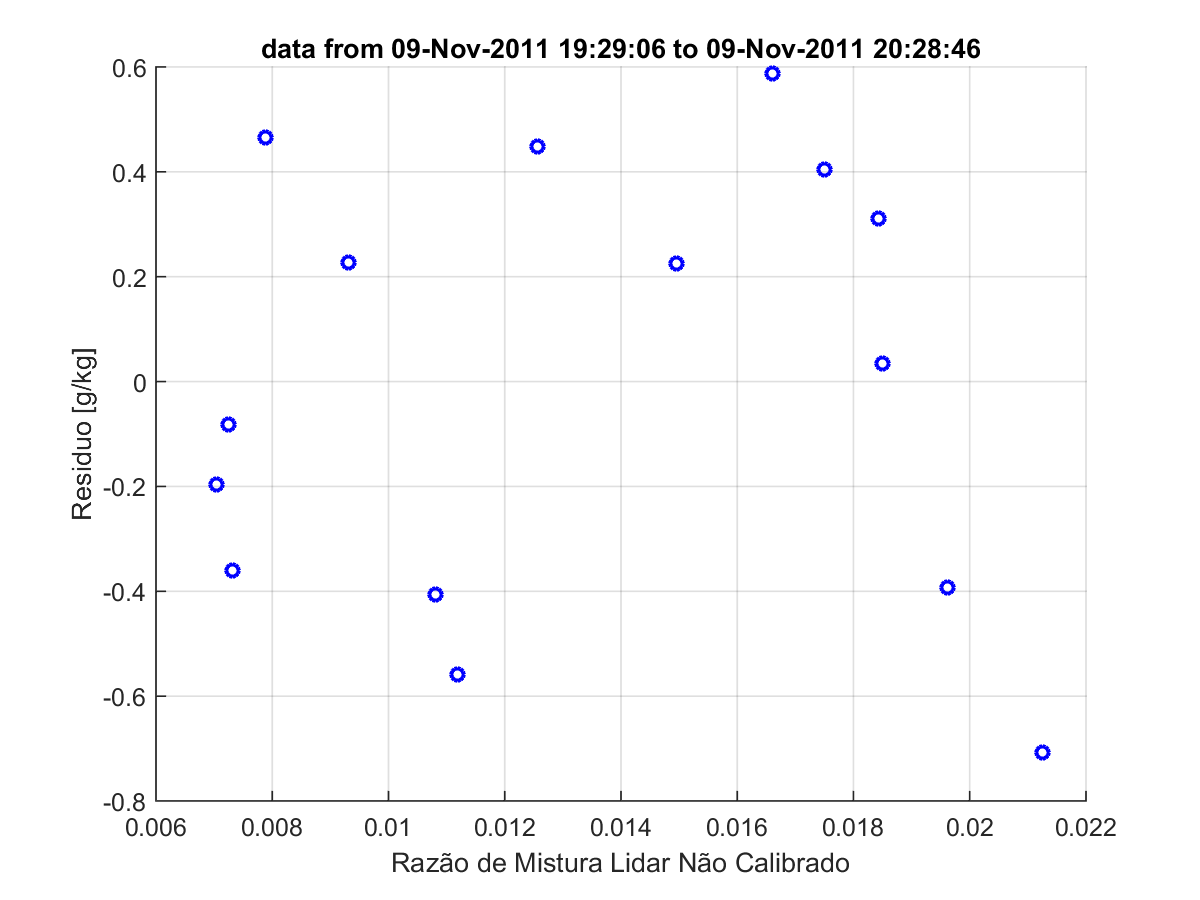 data from 09-Nov-2011 19:29:06 to 09-Nov-2011 20:28:46
0.6
0.4
0.2
0
-0.2
-0.4
-0.6
-0.8
Residuo [g/kg]
0.006 0.008 0.01 0.012 0.014 0.016 0.018 0.02 0.022
Razão de Mistura Lidar Não Calibrado